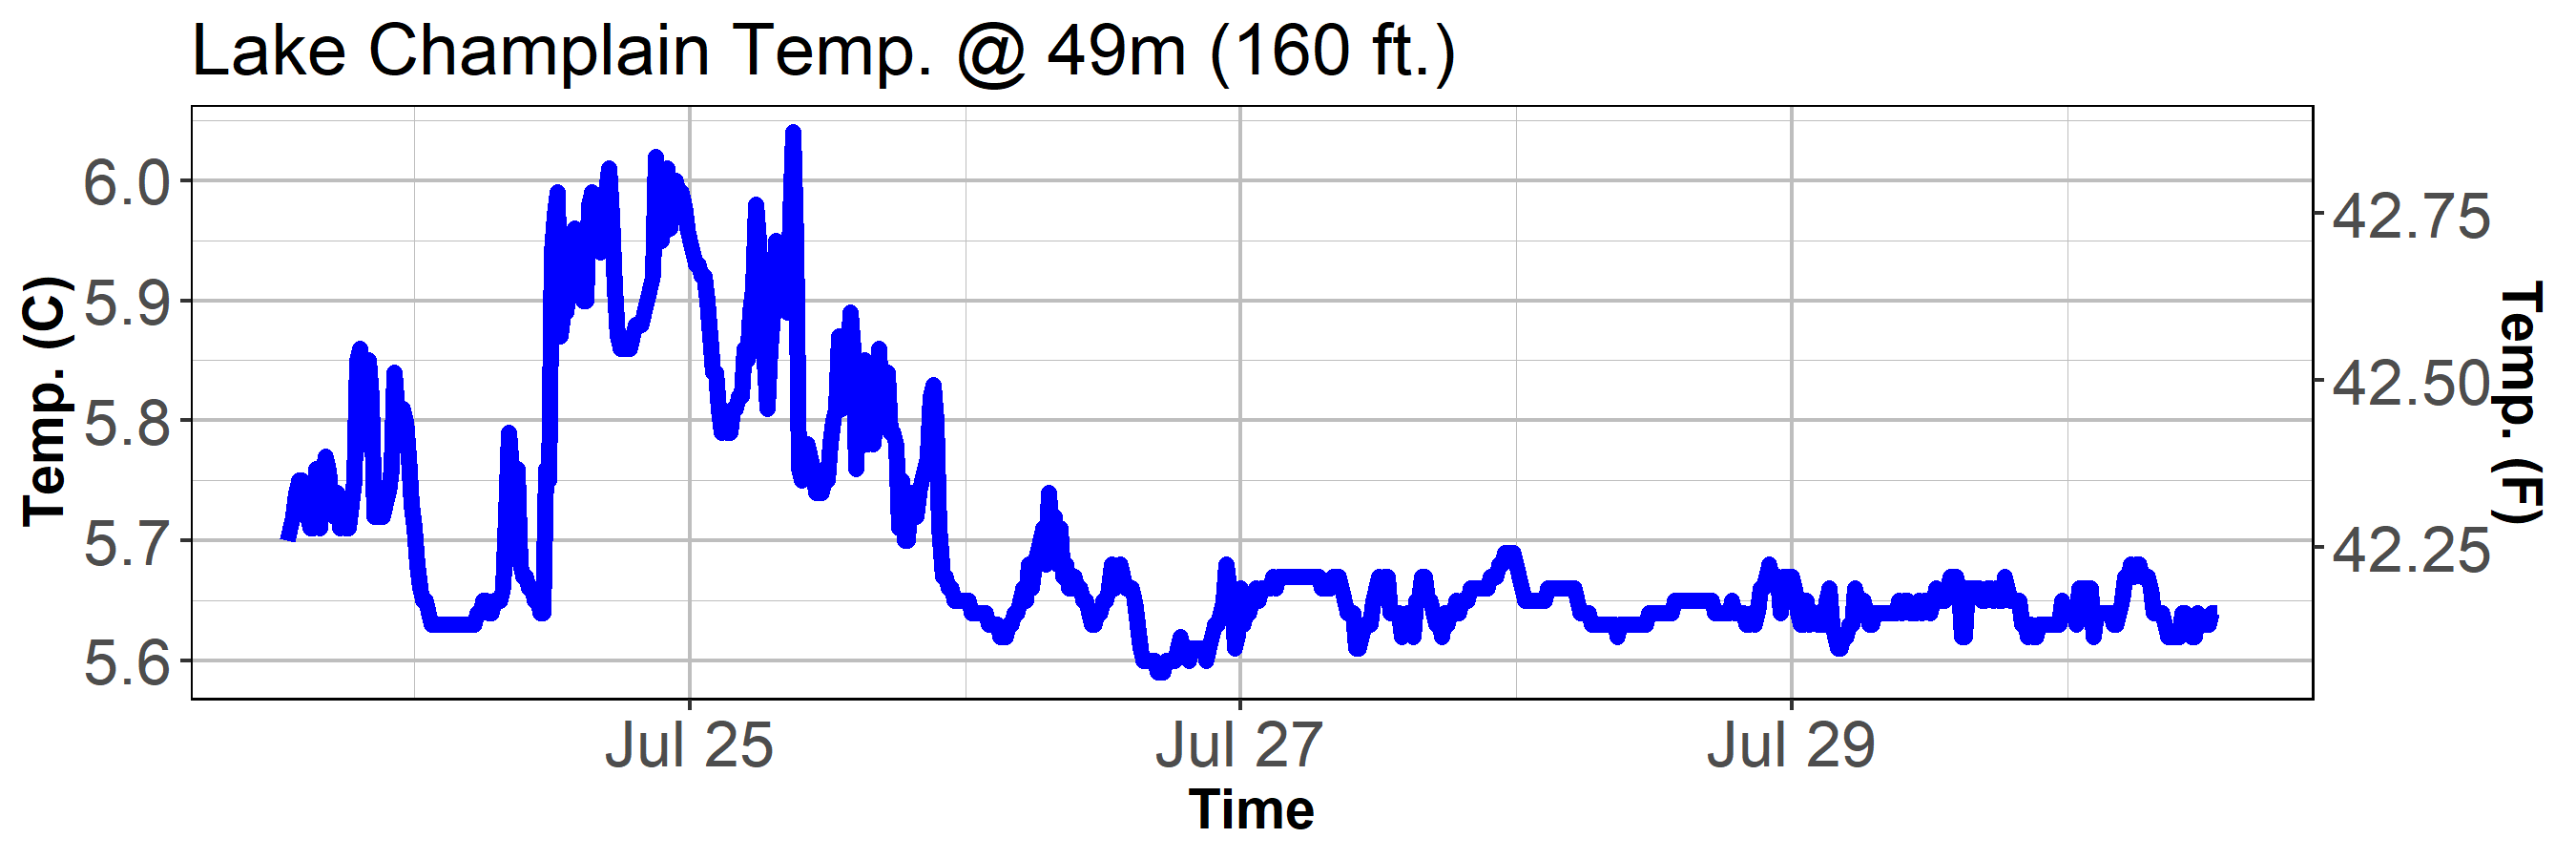 Lake Champlain Temp. @ 49m (160 ft.)
6.0
5.9
5.8
5.7
5.6
Temp. (C)
42.75
42.50
42.25
Temp. (F)
Jul 25
Jul 27
Jul 29
Time